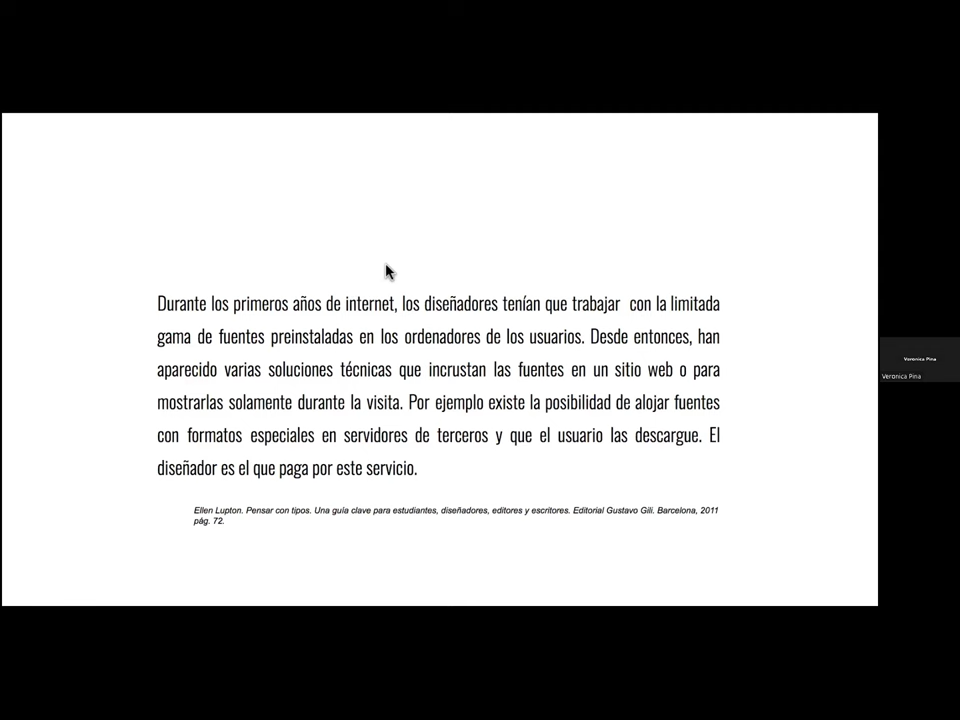 Durante los primeros años de internet, los diseñadores tenían que trabajar  con la limitada
gama de fuentes preinstaladas en los ordenadores de los usuarios. Desde entonces, han
aparecido varias soluciones técnicas que incrustan las fuentes en un sitio web o para
mostrarlas solamente durante la visita. Por ejemplo existe la posibilidad de alojar fuentes
con formatos especiales en servidores de terceros y que el usuario las descargue. El
diseñador es el que paga por este servicio.
Ellen Lupton. Pensar con tipos. Una guía clave para estudiantes, diseñadores, editores y escritores. Editorial Gustavo Gili. Barcelona, 2011
pág. 72.
Veronica Pina
Veronica Pina